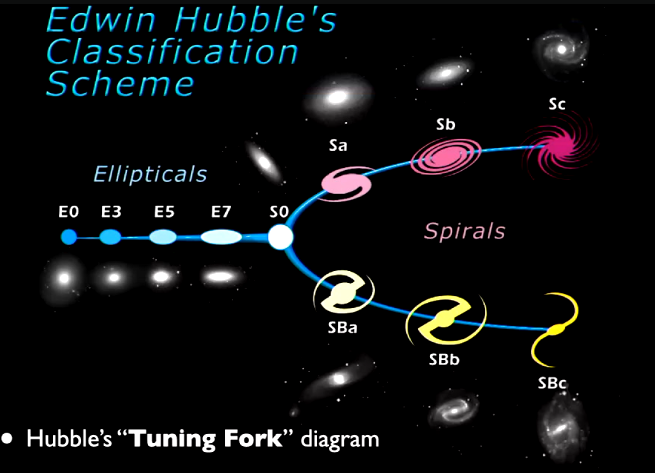 Edwin Hubble's
Classification
Scheme
Sc
Sb
Sa
Ellipticals
E0 E3 E5 E7 S0
Spirals
SBa
SBb
SBc
• Hubble’s “Tuning Fork” diagram